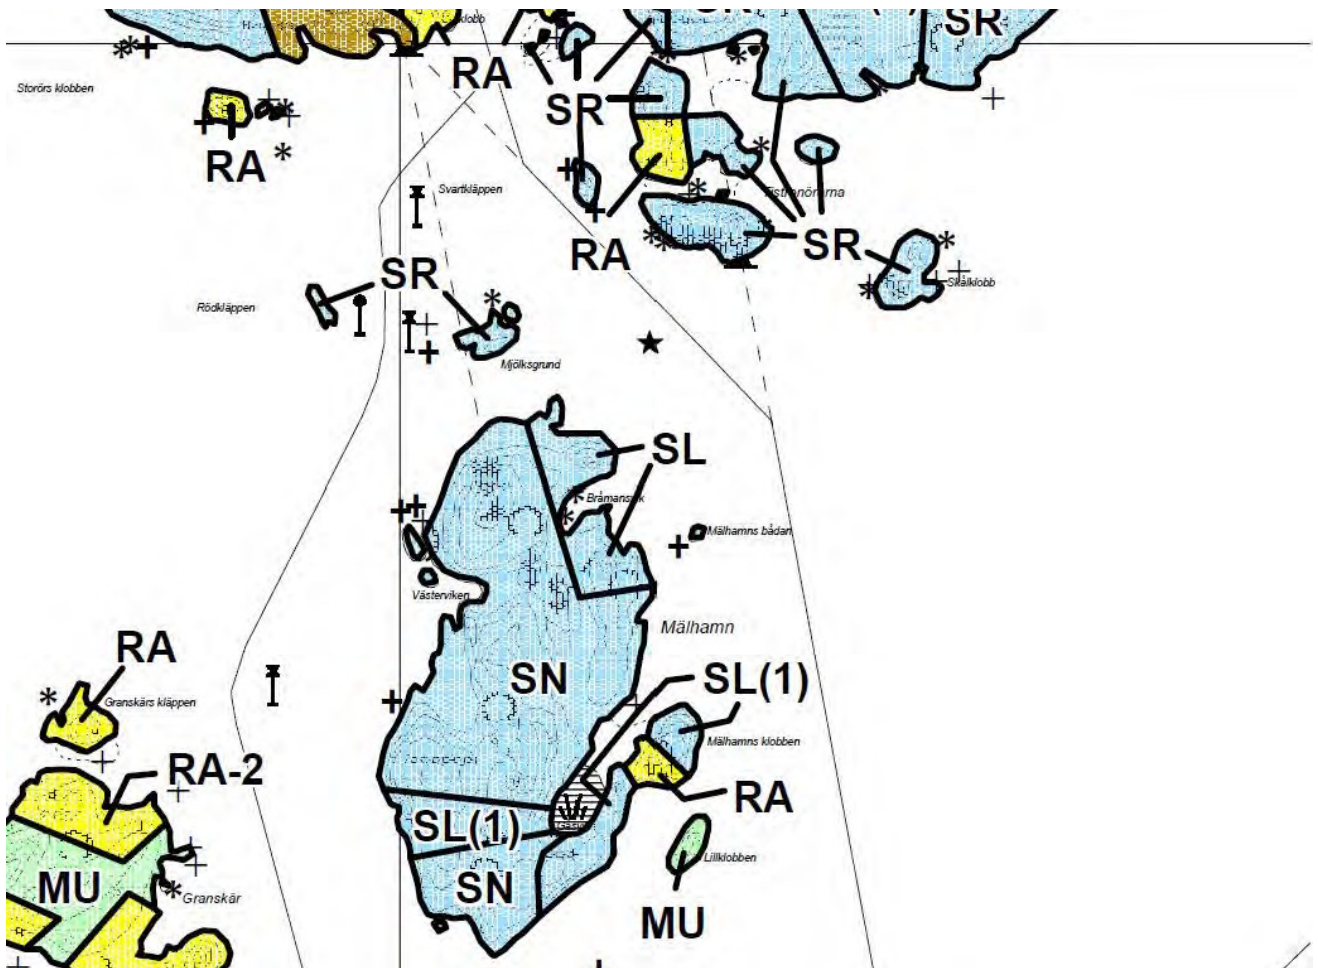 klobb
SR
RA
Storörs klobben
SR
RA
Svartkläppen
RA
SR
SR
Skälklobb
Rödkläppen
Mjölksgrund
SL
Mälhamns bådan
Västerviken
Mälhamn
RA
SN
SL(1)
Granskärs kläppen
Mälhamns klobben
RA-2
RA
SL(1)
Lillklobben
MU
SN
Granskär
MU